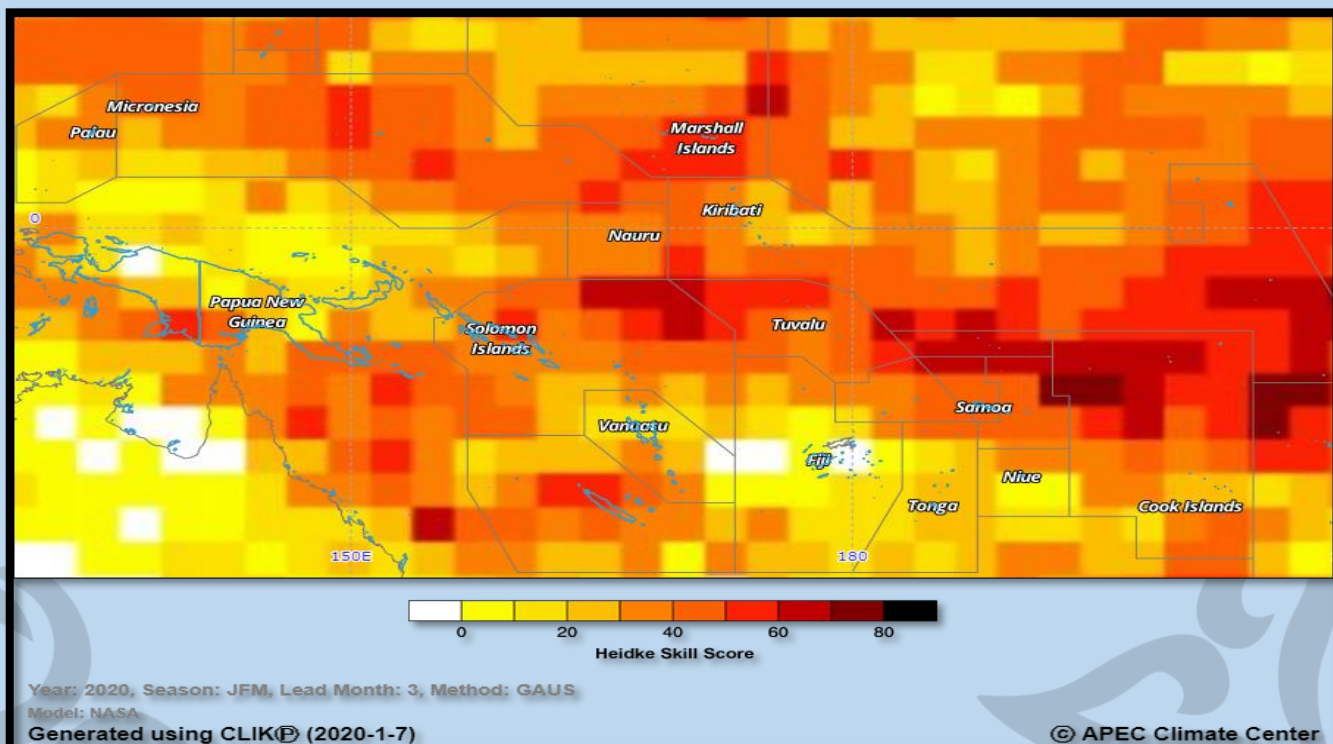 Micronesia
Palau
Marshall
Islands
0
Kiribati
Nauru
Papua New
Guinea
Solomon
Islands
Tuvalu
Samoa
Vanuatu
Fiji
Niue
Tonga
Cook Islands
150E
180
0 20 40 60 80
Heidke Skill Score
Year: 2020, Season: JFM, Lead Month: 3, Method: GAUS
Model: NASA
Generated using CLIKⓅ (2020-1-7)
© APEC Climate Center